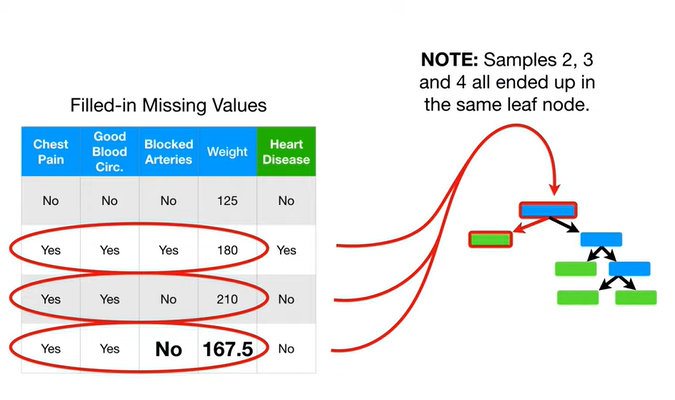 NOTE: Samples 2, 3
and 4 all ended up in
the same leaf node.
Filled-in Missing Values
Chest Pain Good Blood Circ. Blocked Arteries Weight Heart Disease
No No No 125 No
Yes Yes Yes 180 Yes
Yes Yes No 210 No
Yes Yes No 167.5 No